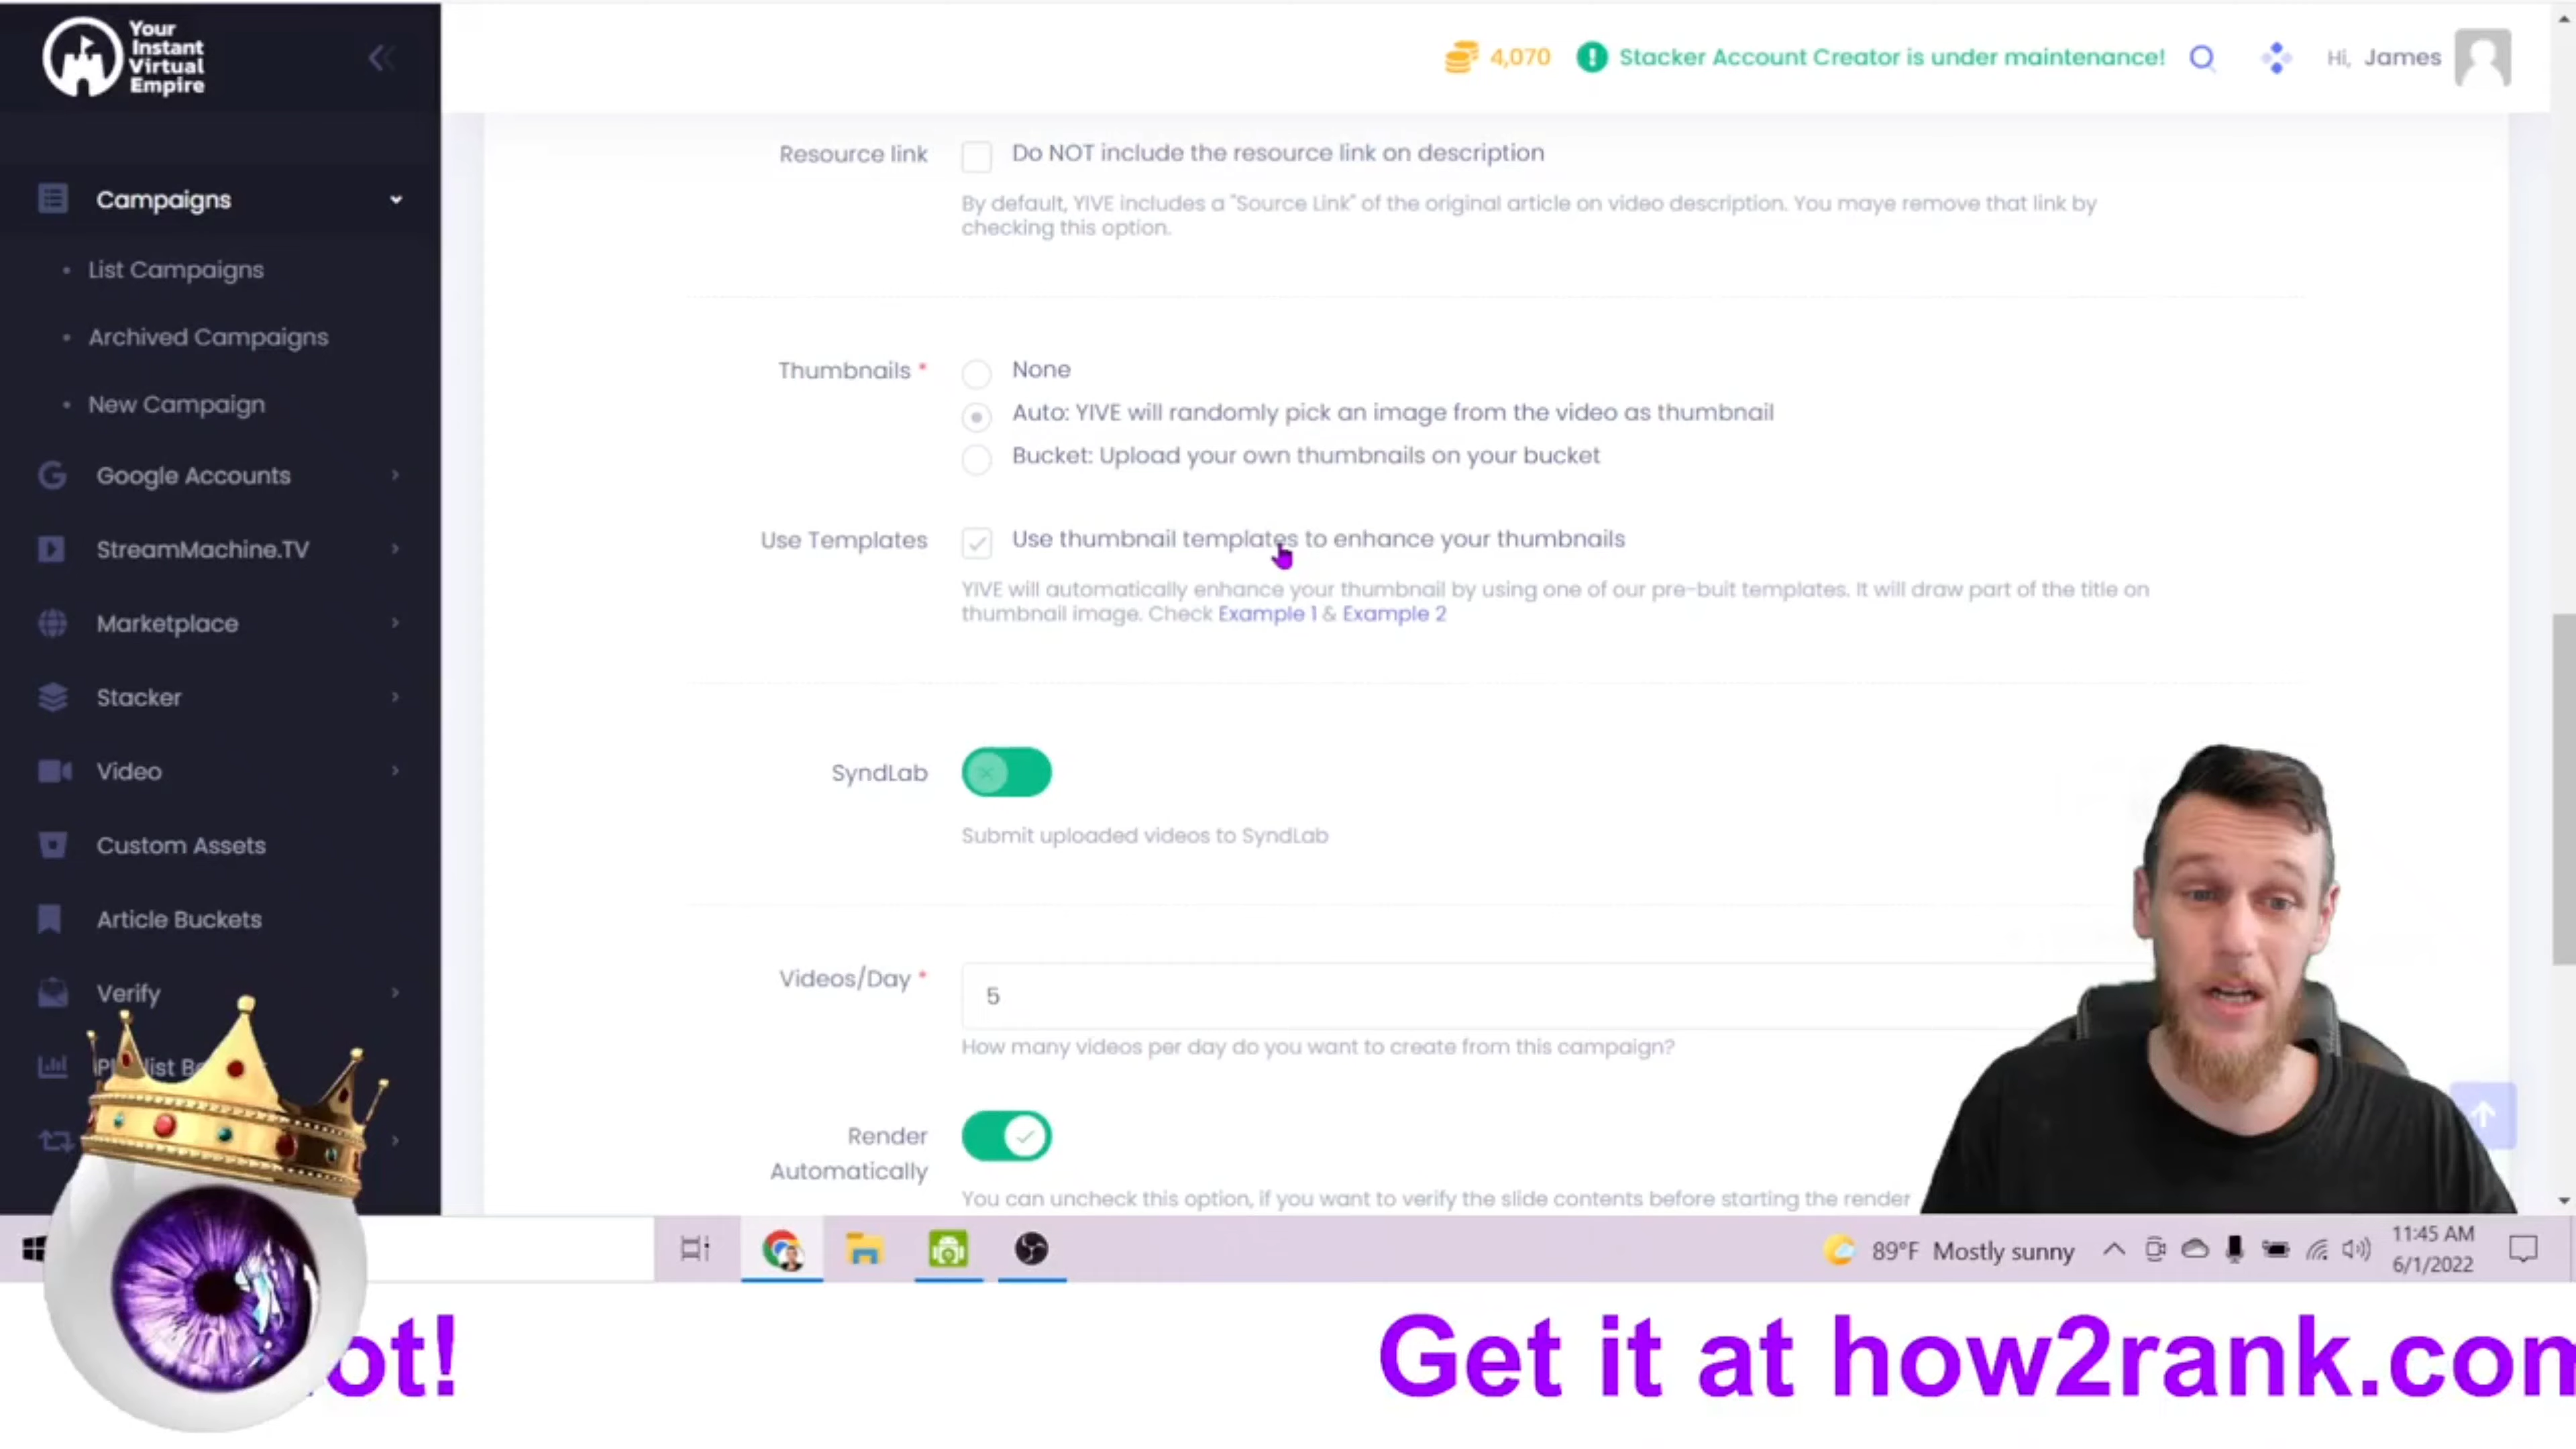 Your
Instant
Virtual
Empire
4,070
Stacker Account Creator is under maintenance!
Hi, James
Campaigns
List Campaigns
Archived Campaigns
New Campaign
Google Accounts
StreamMachine.TV
Marketplace
Stacker
Video
Custom Assets
Article Buckets
Verify
Resource link
Do NOT include the resource link on description
By default, YIVE includes a "Source Link" of the original article on video description. You maye remove that link by
checking this option.
Thumbnails *
None
Auto: YIVE will randomly pick an image from the video as thumbnail
Bucket: Upload your own thumbnails on your bucket
Use Templates
Use thumbnail templates to enhance your thumbnails
YIVE will automatically enhance your thumbnail by using one of our pre-buit templates. It will draw part of the title on
thumbnail image. Check Example 1 & Example 2
SyndLab
Submit uploaded videos to SyndLab
Videos/Day *
5
How many videos per day do you want to create from this campaign?
Render
Automatically
You can uncheck this option, if you want to verify the slide contents before starting the render
89°F Mostly sunny
11:45 AM
6/1/2022
ot!
Get it at how2rank.com